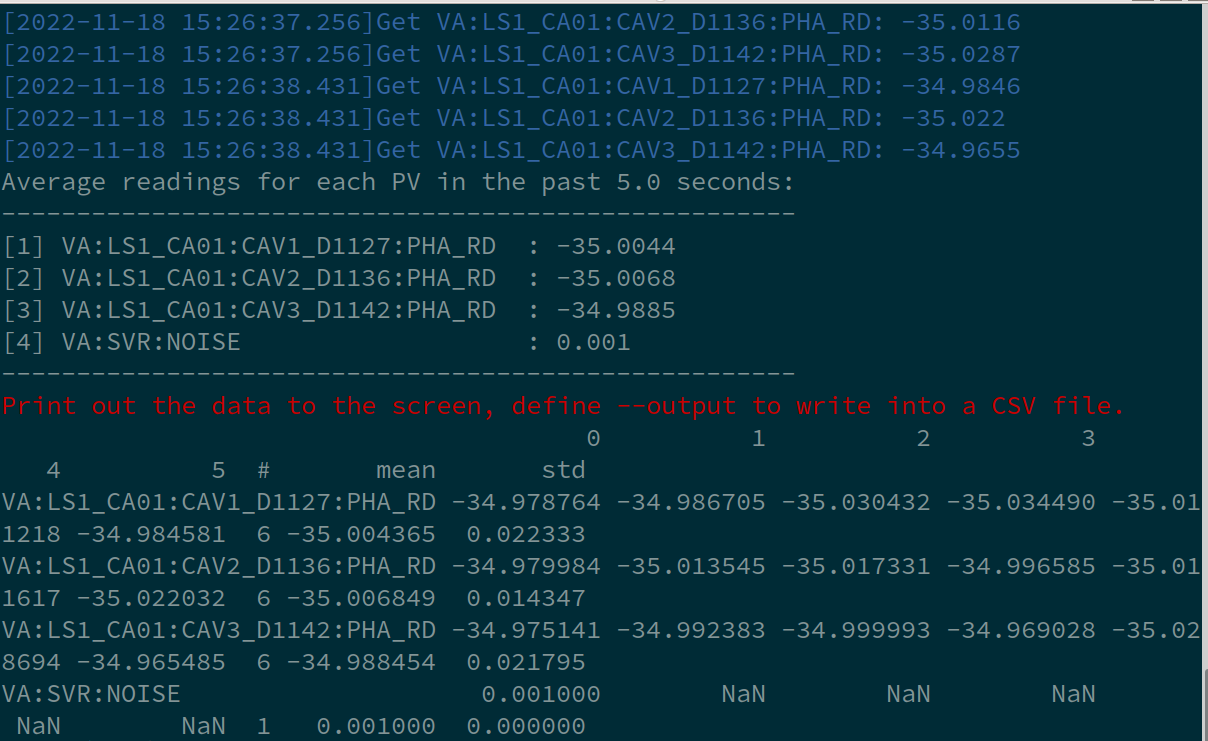 [2022-11-18 15:26:37.256]Get VA:LS1_CA01:CAV2_D1136:PHA_RD: -35.0116
[2022-11-18 15:26:37.256]Get VA:LS1_CA01:CAV3_D1142:PHA_RD: -35.0287
[2022-11-18 15:26:38.431]Get VA:LS1_CA01:CAV1_D1127:PHA_RD: -34.9846
[2022-11-18 15:26:38.431]Get VA:LS1_CA01:CAV2_D1136:PHA_RD: -35.022
[2022-11-18 15:26:38.431]Get VA:LS1_CA01:CAV3_D1142:PHA_RD: -34.9655
Average readings for each PV in the past 5.0 seconds:
-----------------------------------------------------
[1] VA:LS1_CA01:CAV1_D1127:PHA_RD  : -35.0044
[2] VA:LS1_CA01:CAV2_D1136:PHA_RD  : -35.0068
[3] VA:LS1_CA01:CAV3_D1142:PHA_RD  : -34.9885
[4] VA:SVR:NOISE                   : 0.001
-----------------------------------------------------
Print out the data to the screen, define --output to write into a CSV file.
                                       0          1          2          3
   4          5  #       mean       std
VA:LS1_CA01:CAV1_D1127:PHA_RD -34.978764 -34.986705 -35.030432 -35.034490 -35.01
1218 -34.984581  6 -35.004365  0.022333
VA:LS1_CA01:CAV2_D1136:PHA_RD -34.979984 -35.013545 -35.017331 -34.996585 -35.01
1617 -35.022032  6 -35.006849  0.014347
VA:LS1_CA01:CAV3_D1142:PHA_RD -34.975141 -34.992383 -34.999993 -34.969028 -35.02
8694 -34.965485  6 -34.988454  0.021795
VA:SVR:NOISE                    0.001000        NaN        NaN        NaN
 NaN        NaN  1   0.001000  0.000000